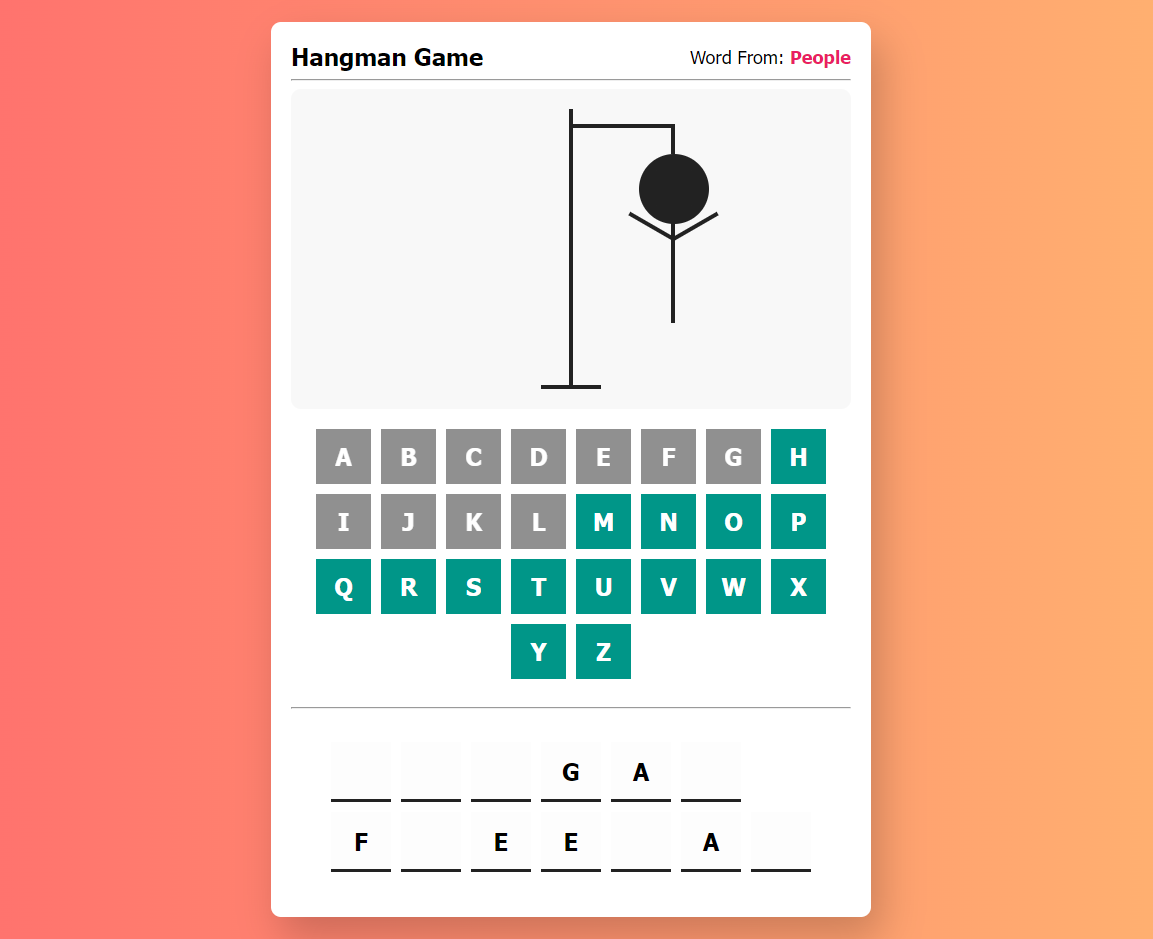 Hangman Game
Word From: People
A B C D E F G H
I J K L M N O P
Q R S T U V W X
Y Z
G A
F E E A